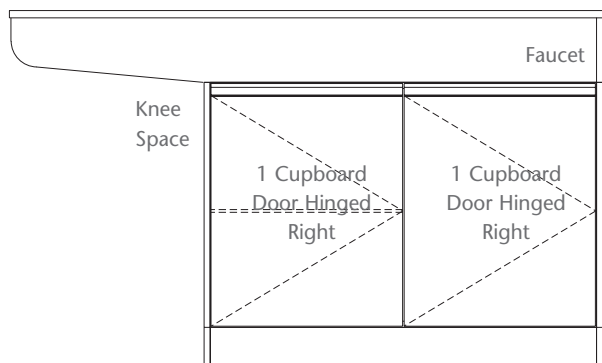 Faucet
Knee
Space
1 Cupboard
Door Hinged
Right
1 Cupboard
Door Hinged
Right